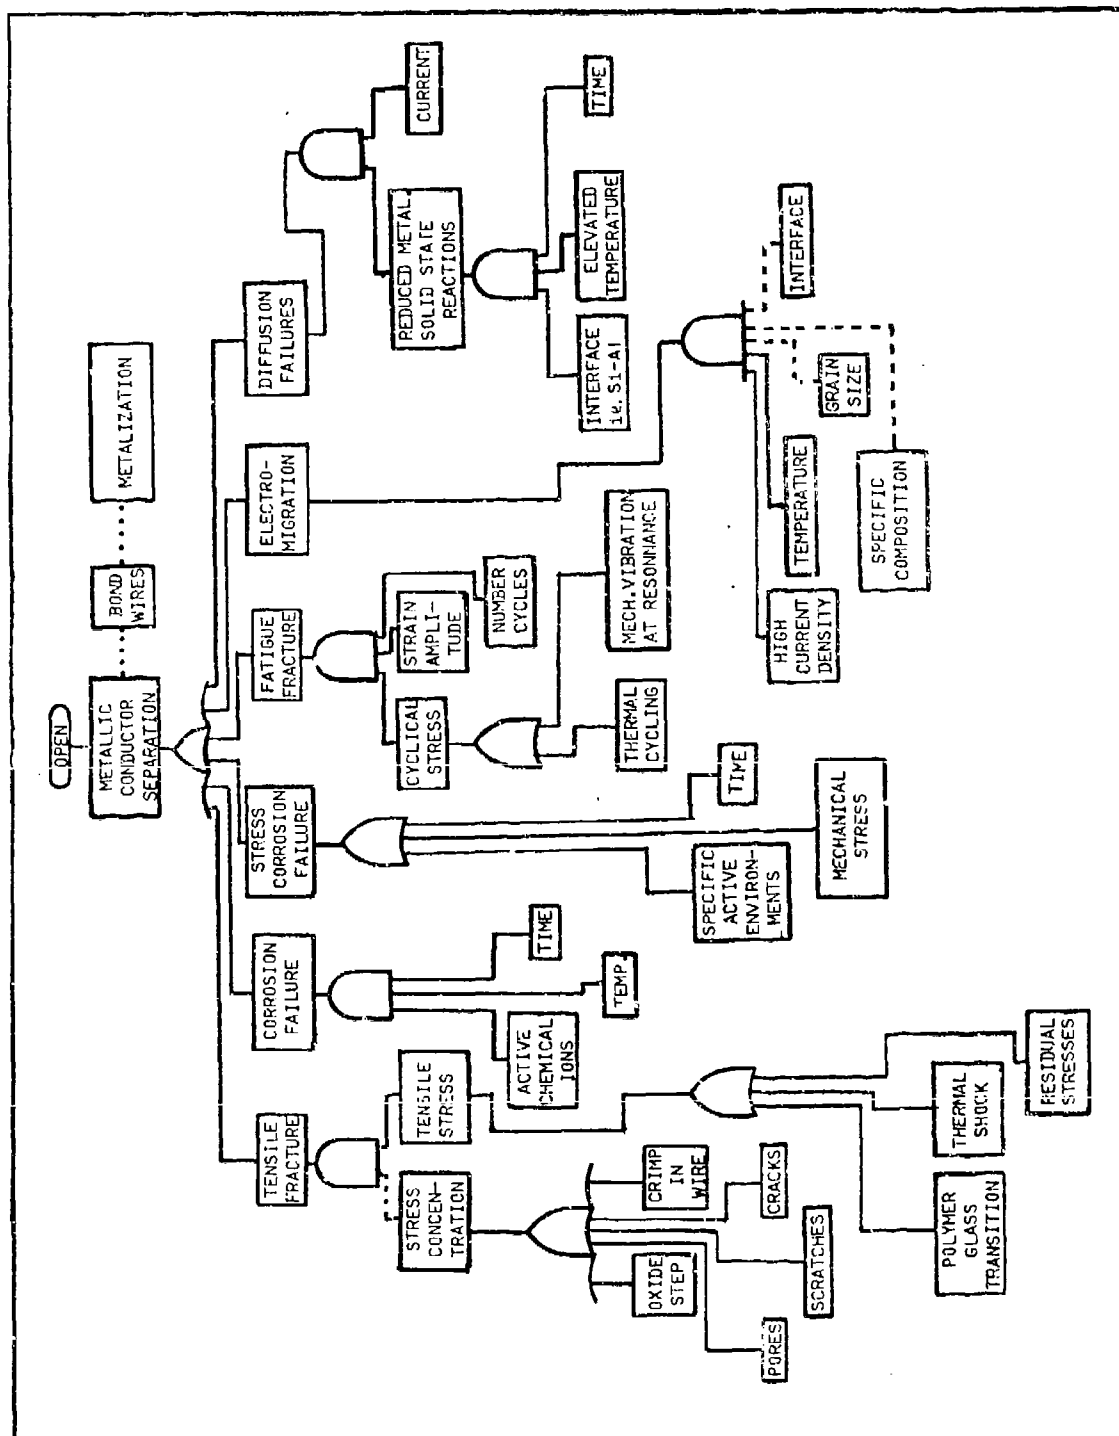 OPEN
METALLIC
CONDUCTOR
SEPARATION
BOND
WIRES
METALIZATION
TENSILE
FRACTURE
CORROSION
FAILURE
STRESS
CORROSION
FAILURE
FATIGUE
FRACTURE
ELECTRO-
MIGRATION
DIFFUSION
FAILURES
STRESS
CONCEN-
TRATION
TENSILE
STRESS
OXIDE
STEP
CRIMP
IN
WIRE
PORES
SCRATCHES
CRACKS
POLYMER
GLASS
TRANSITION
THERMAL
SHOCK
RESIDUAL
STRESSES
ACTIVE
CHEMICAL
IONS
TEMP
TIME
SPECIFIC
ACTIVE
ENVIRON-
MENTS
MECHANICAL
STRESS
TIME
CYCLICAL
STRESS
STRAIN
AMPLI-
TUDE
NUMBER
CYCLES
THERMAL
CYCLING
MECH.VIBRATION
AT RESONNANCE
HIGH
CURRENT
DENSITY
TEMPERATURE
SPECIFIC
COMPOSITION
GRAIN
SIZE
INTERFACE
REDUCED METAL.
SOLID STATE
REACTIONS
CURRENT
INTERFACE
ie. Si-Al
ELEVATED
TEMPERATURE
TIME